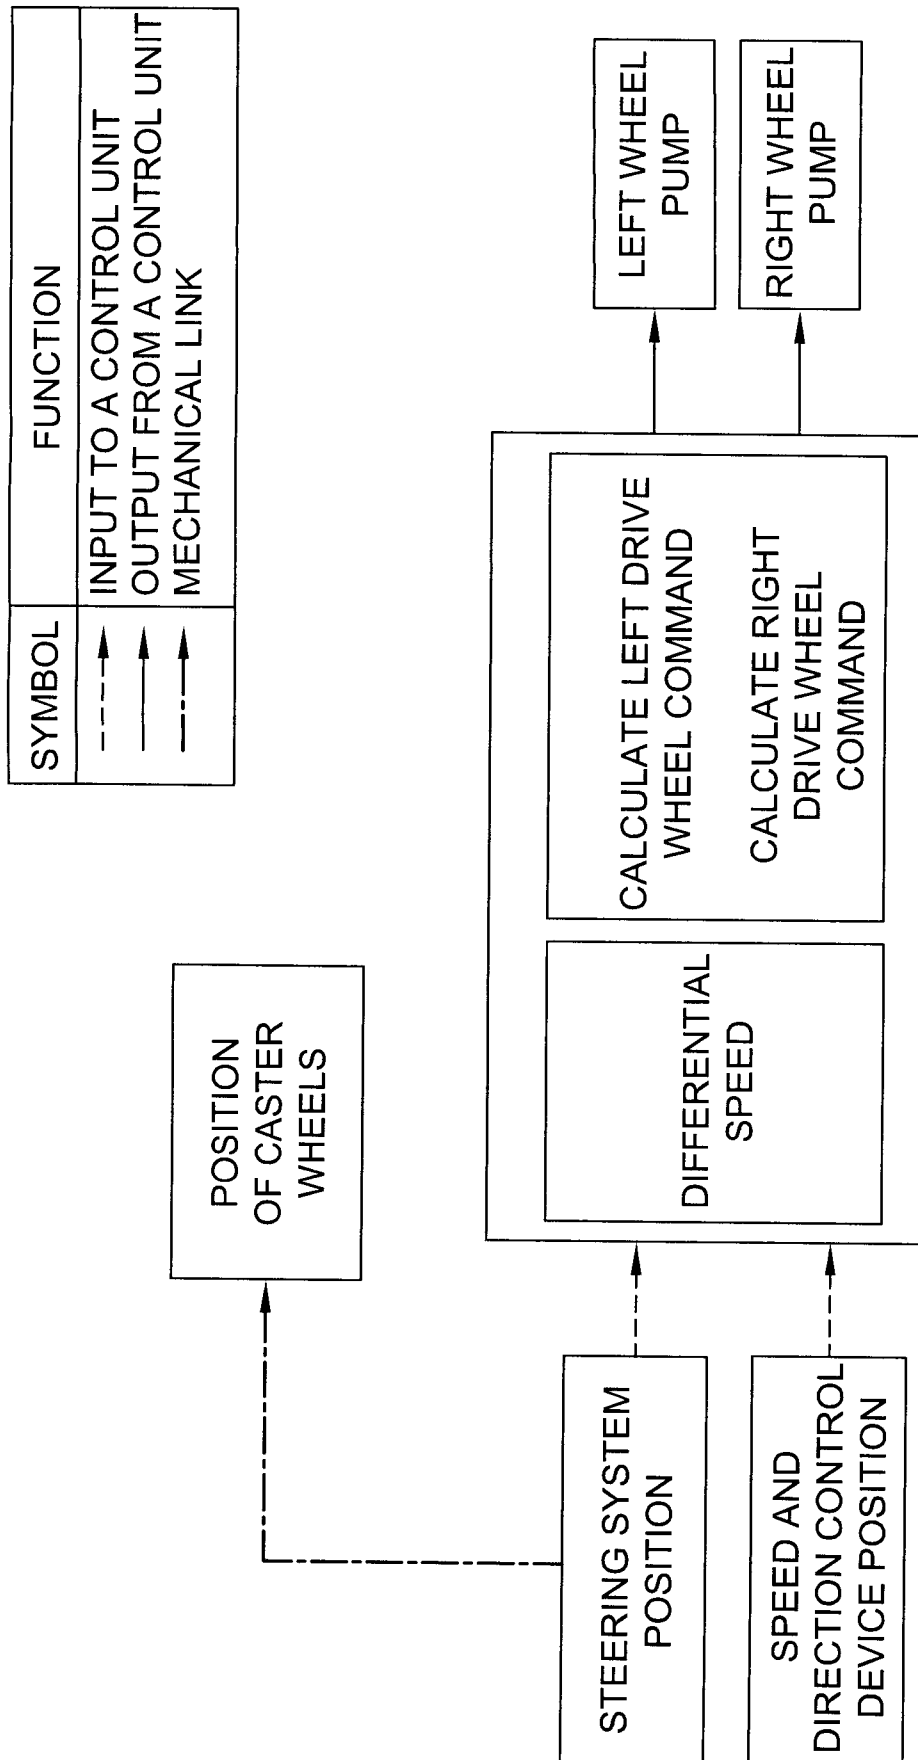 SYMBOL
FUNCTION
INPUT TO A CONTROL UNIT
OUTPUT FROM A CONTROL UNIT
MECHANICAL LINK
POSITION
OF CASTER
WHEELS
STEERING SYSTEM
POSITION
SPEED AND
DIRECTION CONTROL
DEVICE POSITION
DIFFERENTIAL
SPEED
CALCULATE LEFT DRIVE
WHEEL COMMAND
CALCULATE RIGHT
DRIVE WHEEL
COMMAND
LEFT WHEEL
PUMP
RIGHT WHEEL
PUMP